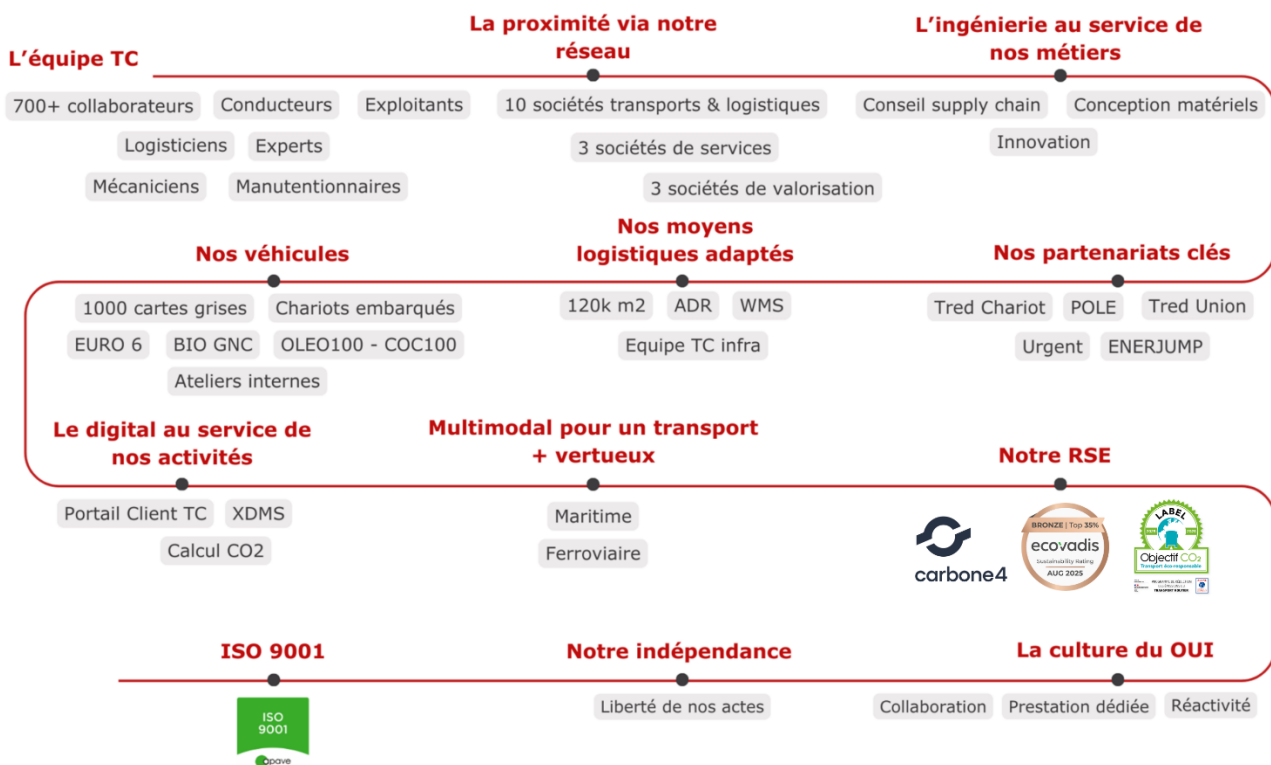 L'équipe TC
700+ collaborateurs
Conducteurs
Exploitants
Logisticiens
Experts
Mécaniciens
Manutentionnaires
La proximité via notre
réseau
10 sociétés transports & logistiques
3 sociétés de services
3 sociétés de valorisation
L'ingénierie au service de
nos métiers
Conseil supply chain
Conception matériels
Innovation
Nos véhicules
1000 cartes grises
Chariots embarqués
EURO 6
BIO GNC
OLEO100 - COC100
Ateliers internes
Nos moyens
logistiques adaptés
120k m2
ADR
WMS
Equipe TC infra
Nos partenariats clés
Tred Chariot
POLE
Tred Union
Urgent
ENERJUMP
Le digital au service de
nos activités
Portail Client TC
XDMS
Calcul CO2
Multimodal pour un transport
+ vertueux
Maritime
Ferroviaire
Notre RSE
carbone4
BRONZE | Top 35%
ecovadis
Sustainability Rating
AUG 2025
LABEL
Objectif CO2
Transport éco-responsable
ISO 9001
ISO
9001
apave
Notre indépendance
Liberté de nos actes
La culture du OUI
Collaboration
Prestation dédiée
Réactivité